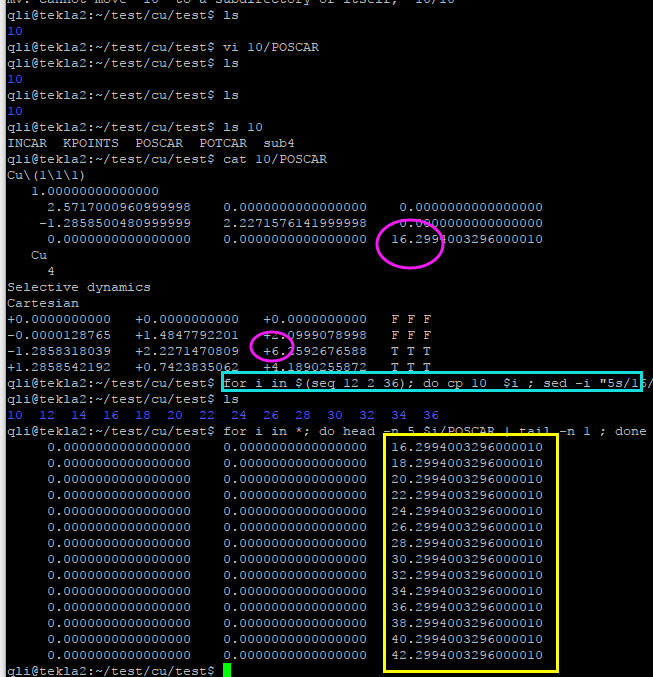 mv: cannot move '10' to a subdirectory of itself, '10/10'
qli@tekla2:~/test/cu/test$ ls
10
qli@tekla2:~/test/cu/test$ vi 10/POSCAR
qli@tekla2:~/test/cu/test$ ls
10
qli@tekla2:~/test/cu/test$ ls
10
qli@tekla2:~/test/cu/test$ ls 10
INCAR  KPOINTS  POSCAR  POTCAR  sub4
qli@tekla2:~/test/cu/test$ cat 10/POSCAR
Cu\(1\1\1)
1.00000000000000
2.5717000960999998 0.0000000000000000 0.0000000000000000
-1.2858500480999999 2.2271576141999998 0.0000000000000000
0.0000000000000000 0.0000000000000000 16.2994003296000010
Cu
4
Selective dynamics
Cartesian
+0.0000000000 +0.0000000000 +0.0000000000 F F F
-0.0000128765 +1.4847792201 +2.0999078998 F F F
-1.2858318039 +2.2271470809 +6.2592676588 T T T
+1.2858542192 +0.7423835062 +4.1890255872 T T T
qli@tekla2:~/test/cu/test$ for i in $(seq 12 2 36); do cp 10  $i ; sed -i "5s/16/
qli@tekla2:~/test/cu/test$ ls
10  12  14  16  18  20  22  24  26  28  30  32  34  36
qli@tekla2:~/test/cu/test$ for i in *; do head -n 5 $i/POSCAR | tail -n 1 ; done
0.0000000000000000 0.0000000000000000 16.2994003296000010
0.0000000000000000 0.0000000000000000 18.2994003296000010
0.0000000000000000 0.0000000000000000 20.2994003296000010
0.0000000000000000 0.0000000000000000 22.2994003296000010
0.0000000000000000 0.0000000000000000 24.2994003296000010
0.0000000000000000 0.0000000000000000 26.2994003296000010
0.0000000000000000 0.0000000000000000 28.2994003296000010
0.0000000000000000 0.0000000000000000 30.2994003296000010
0.0000000000000000 0.0000000000000000 32.2994003296000010
0.0000000000000000 0.0000000000000000 34.2994003296000010
0.0000000000000000 0.0000000000000000 36.2994003296000010
0.0000000000000000 0.0000000000000000 38.2994003296000010
0.0000000000000000 0.0000000000000000 40.2994003296000010
0.0000000000000000 0.0000000000000000 42.2994003296000010
qli@tekla2:~/test/cu/test$